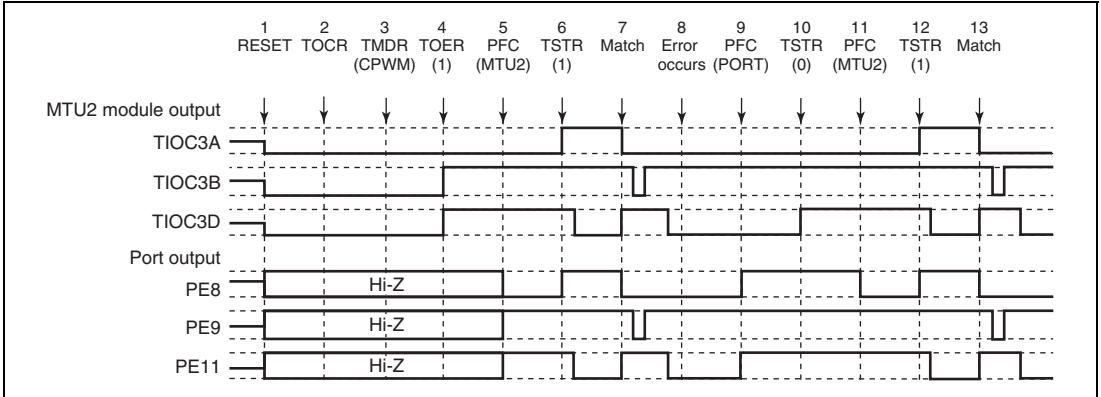 1 2 3 4 5 6 7 8 9 10 11 12 13
RESET TOCR TMDR TOER PFC TSTR Match Error PFC TSTR PFC TSTR Match
(CPWM) (1) (MTU2) (1) occurs (PORT) (0) (MTU2) (1)
MTU2 module output
TIOC3A
TIOC3B
TIOC3D
Port output
PE8 Hi-Z
PE9 Hi-Z
PE11 Hi-Z